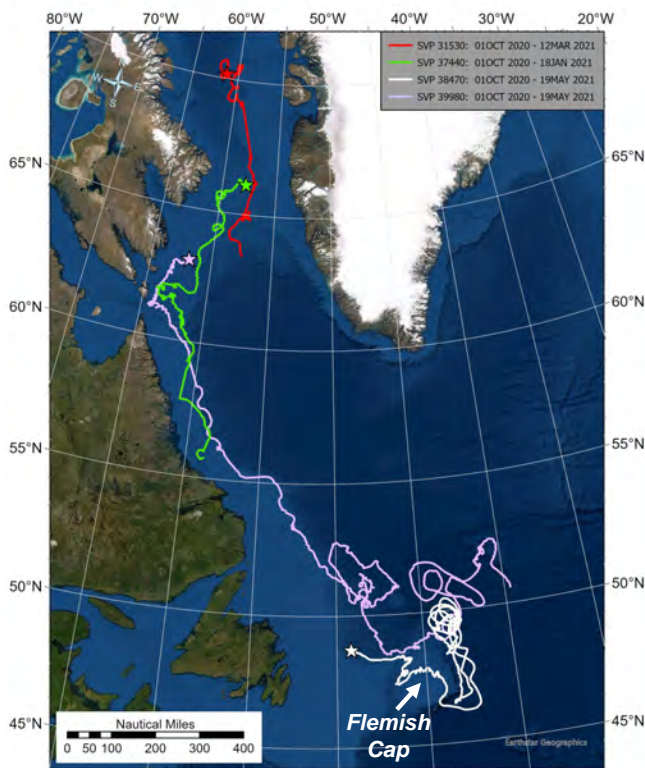 80°W 70°W 60°W 50°W 40°W 30°W 20°W
SVP 31530: 01OCT 2020 - 12MAR 2021
SVP 37440: 01OCT 2020 - 18JAN 2021
SVP 38470: 01OCT 2020 - 19MAY 2021
SVP 39980: 01OCT 2020 - 19MAY 2021
N
W E
S
65°N 65°N
60°N 60°N
55°N 55°N
50°N 50°N
45°N 45°N
Flemish
Cap
Nautical Miles
0 50 100 200 300 400
Earthstar Geographics